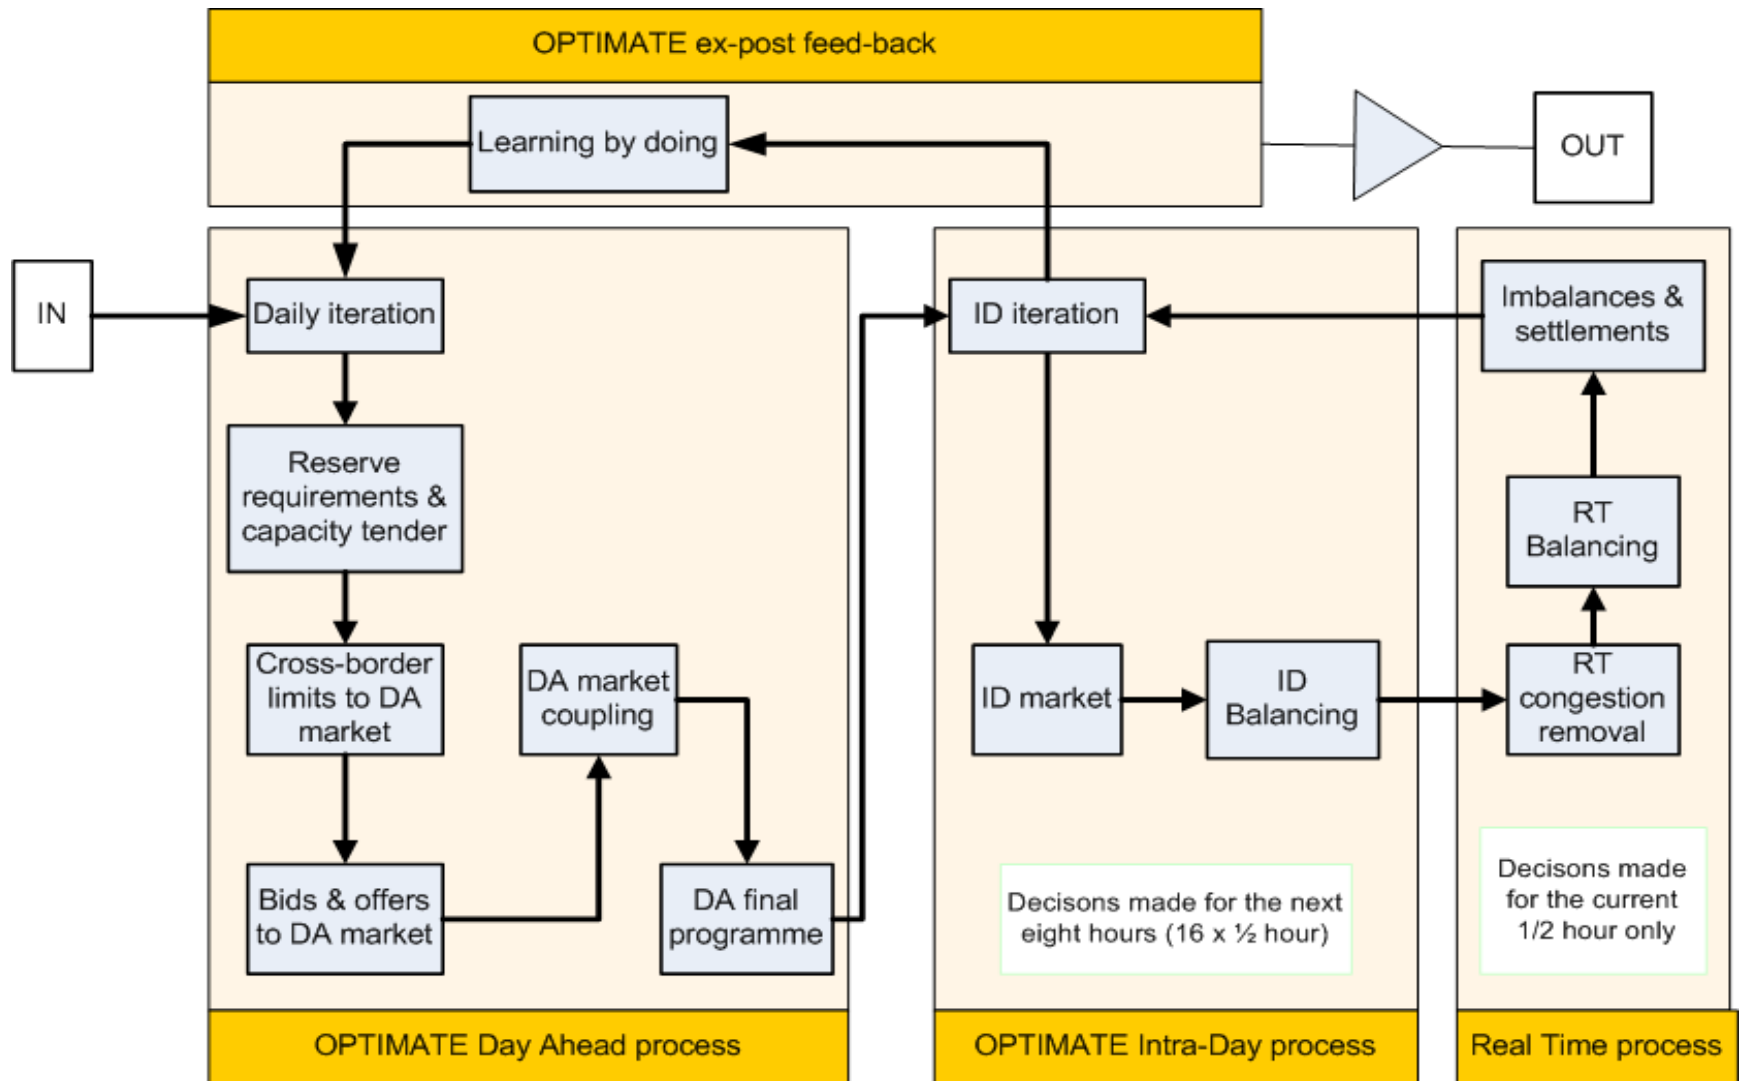 OPTIMATE ex-post feed-back
Learning by doing
OUT
IN
Daily iteration
Reserve
requirements &
capacity tender
Cross-border
limits to DA
market
Bids & offers
to DA market
DA market
coupling
DA final
programme
OPTIMATE Day Ahead process
ID iteration
ID market
ID
Balancing
Decisons made for the next
eight hours (16 x ½ hour)
OPTIMATE Intra-Day process
Imbalances &
settlements
RT
Balancing
RT
congestion
removal
Decisons made
for the current
1/2 hour only
Real Time process